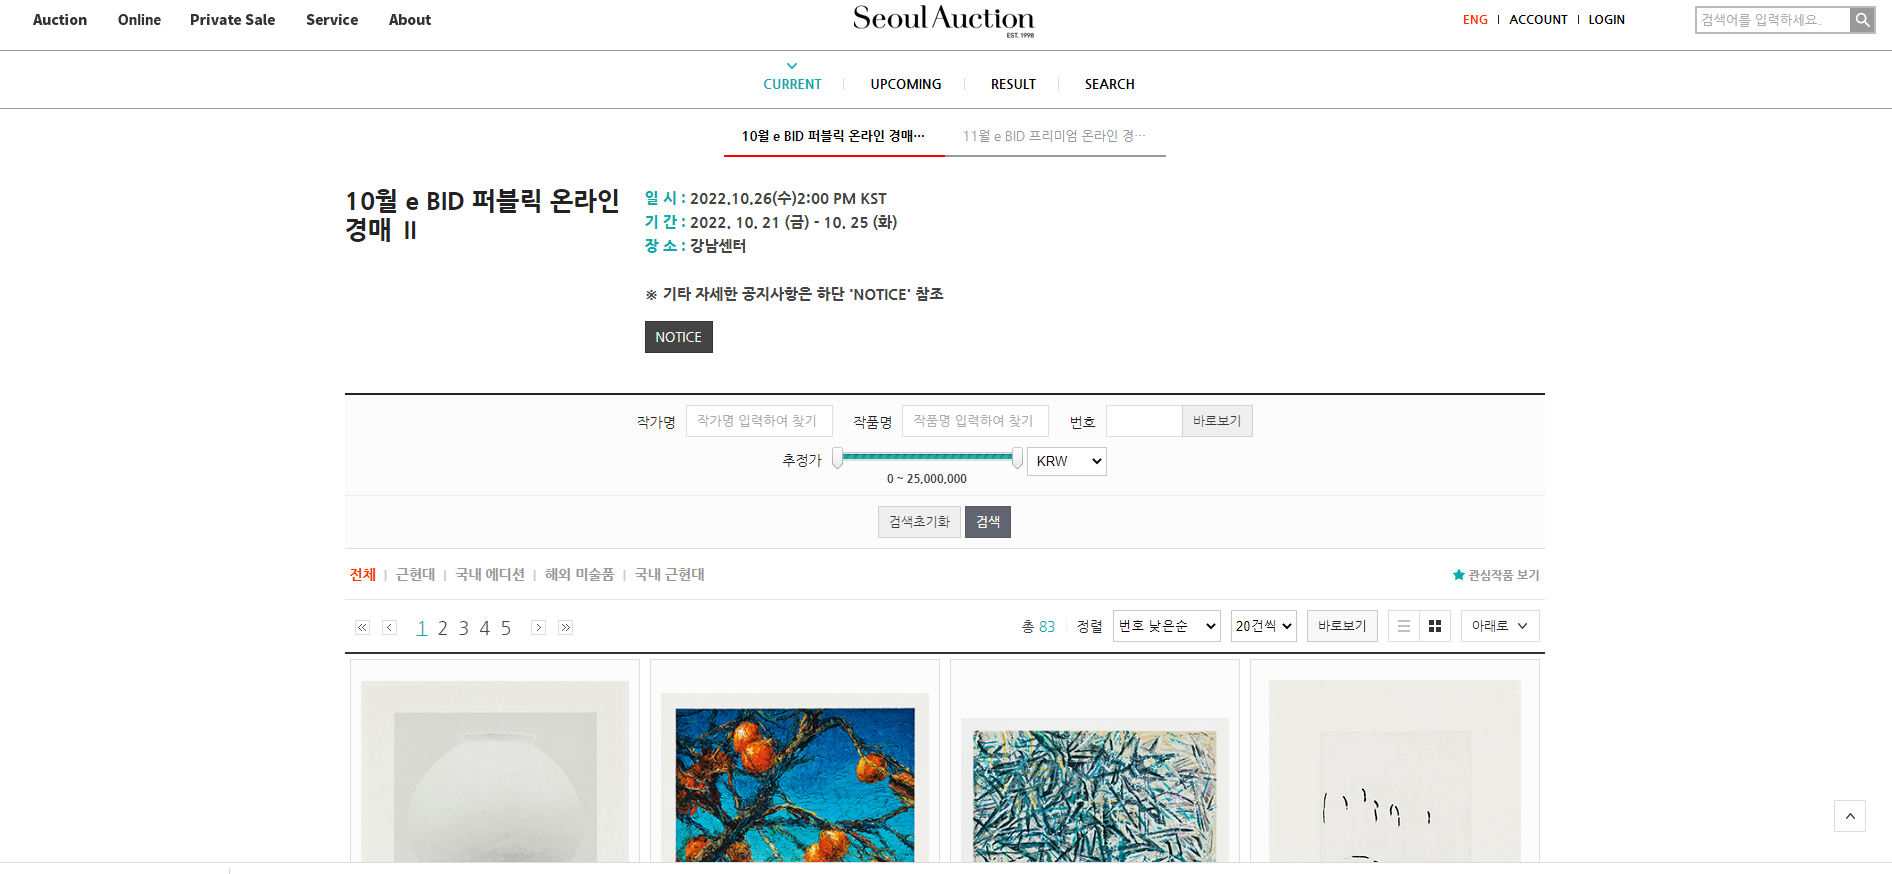 Auction Online Private Sale Service About
Seoul Auction
EST. 1998
ENG | ACCOUNT | LOGIN
검색어를 입력하세요.
CURRENT | UPCOMING | RESULT | SEARCH
10월 e BID 퍼블릭 온라인 경매… 11월 e BID 프리미엄 온라인 경…
10월 e BID 퍼블릭 온라인
경매 Ⅱ
일 시 : 2022.10.26(수)2:00 PM KST
기 간 : 2022. 10. 21 (금) - 10. 25 (화)
장 소 : 강남센터
※ 기타 자세한 공지사항은 하단 'NOTICE' 참조
NOTICE
작가명 작가명 입력하여 찾기 작품명 작품명 입력하여 찾기 번호 바로보기
추정가 KRW
0 ~ 25,000,000
검색초기화 검색
전체 | 근현대 | 국내 에디션 | 해외 미술품 | 국내 근현대
관심작품 보기
1 2 3 4 5
총 83 | 정렬 번호 낮은순 20건씩 바로보기 아래로